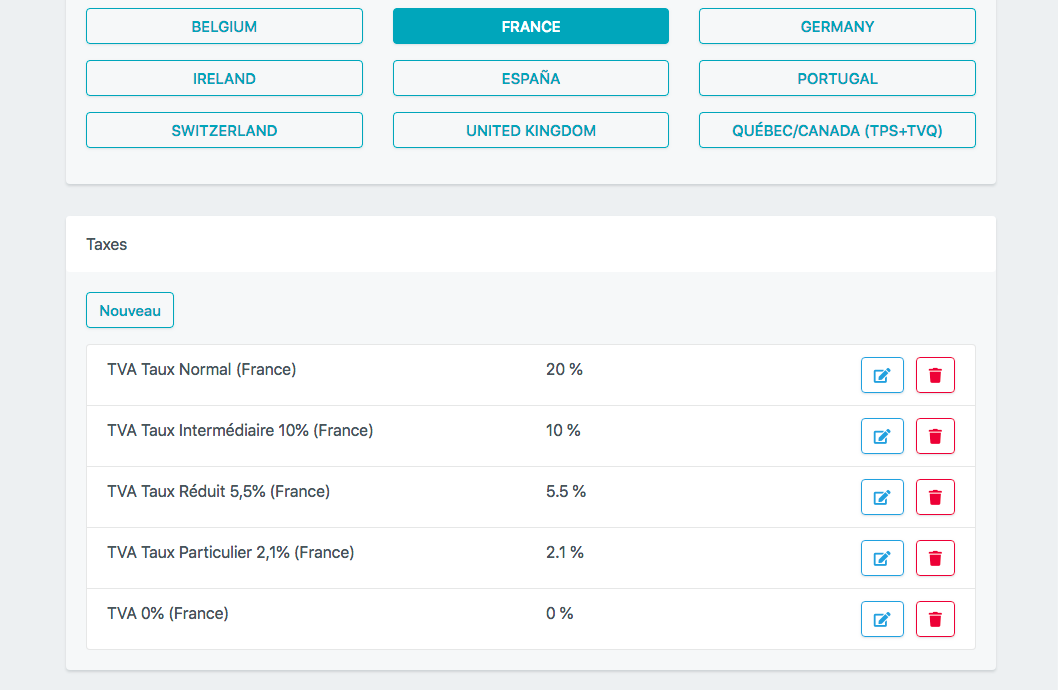 BELGIUM FRANCE GERMANY
IRELAND ESPAÑA PORTUGAL
SWITZERLAND UNITED KINGDOM QUÉBEC/CANADA (TPS+TVQ)
Taxes
Nouveau
TVA Taux Normal (France) 20 %
TVA Taux Intermédiaire 10% (France) 10 %
TVA Taux Réduit 5,5% (France) 5.5 %
TVA Taux Particulier 2,1% (France) 2.1 %
TVA 0% (France) 0 %